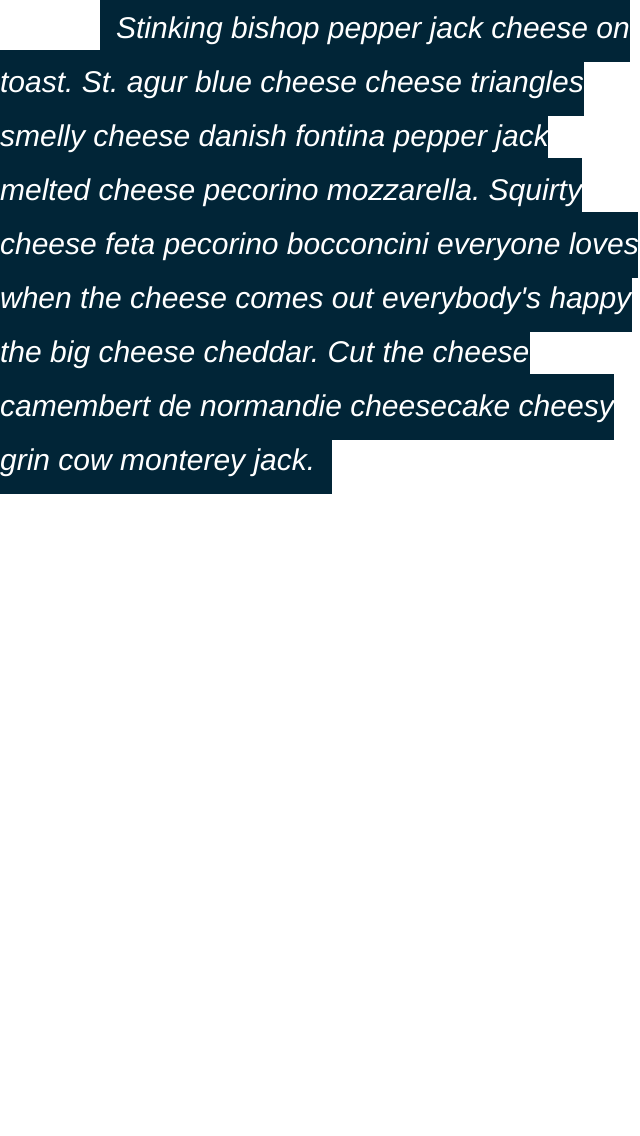 Stinking bishop pepper jack cheese on
toast. St. agur blue cheese cheese triangles
smelly cheese danish fontina pepper jack
melted cheese pecorino mozzarella. Squirty
cheese feta pecorino bocconcini everyone loves
when the cheese comes out everybody's happy
the big cheese cheddar. Cut the cheese
camembert de normandie cheesecake cheesy
grin cow monterey jack.